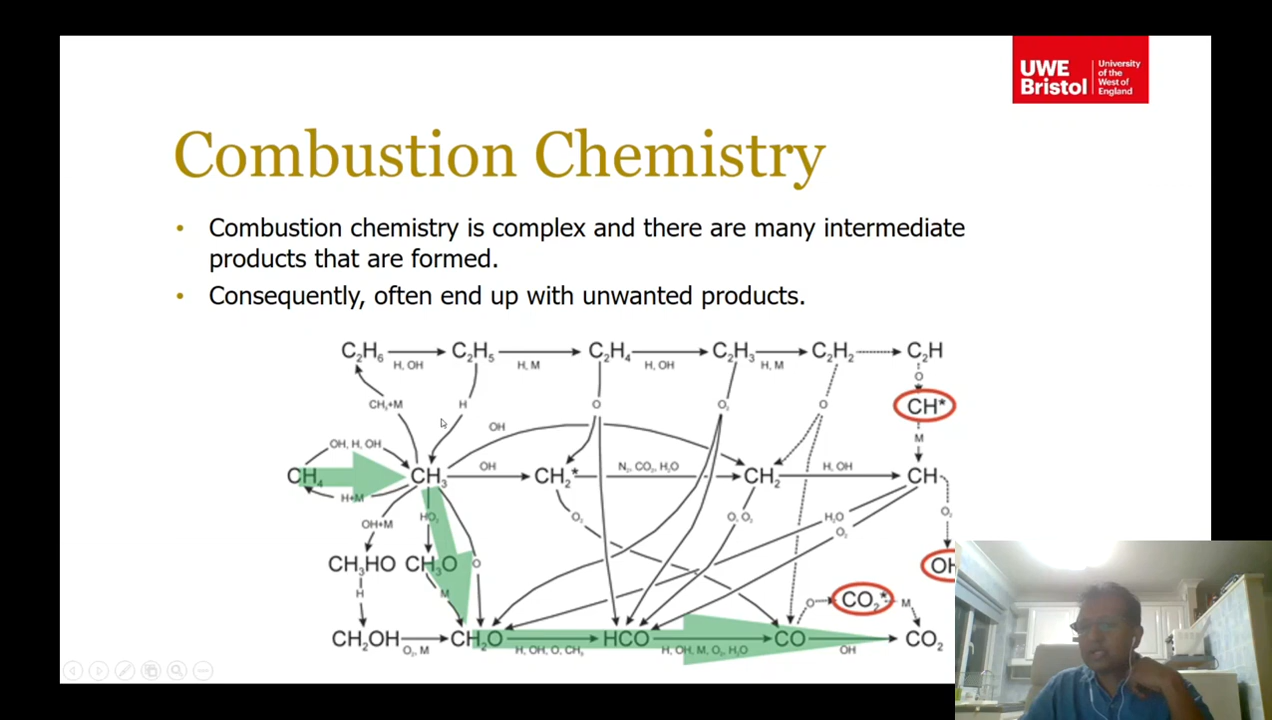 UWE Bristol
University of the West of England
Combustion Chemistry
• Combustion chemistry is complex and there are many intermediate
products that are formed.
• Consequently, often end up with unwanted products.
C₂H₆ C₂H₅ C₂H₄ C₂H₃ C₂H₂ C₂H
H, OH H, M H, OH H, M
O
CH₃+M H O O₂ O CH*
OH
M
OH, H, OH
OH N₂, CO₂, H₂O H, OH
CH₄ CH₃ CH₂* CH₂ CH
H+M
OH+M HO₂ O₂ O, O₂ H₂O O₂
O₂
CH₃HO CH₃O O OH
H M O CO₂* M
CH₂OH CH₂O HCO CO CO₂
O₂, M H, OH, O, CH₃ H, OH, M, O₂, H₂O OH